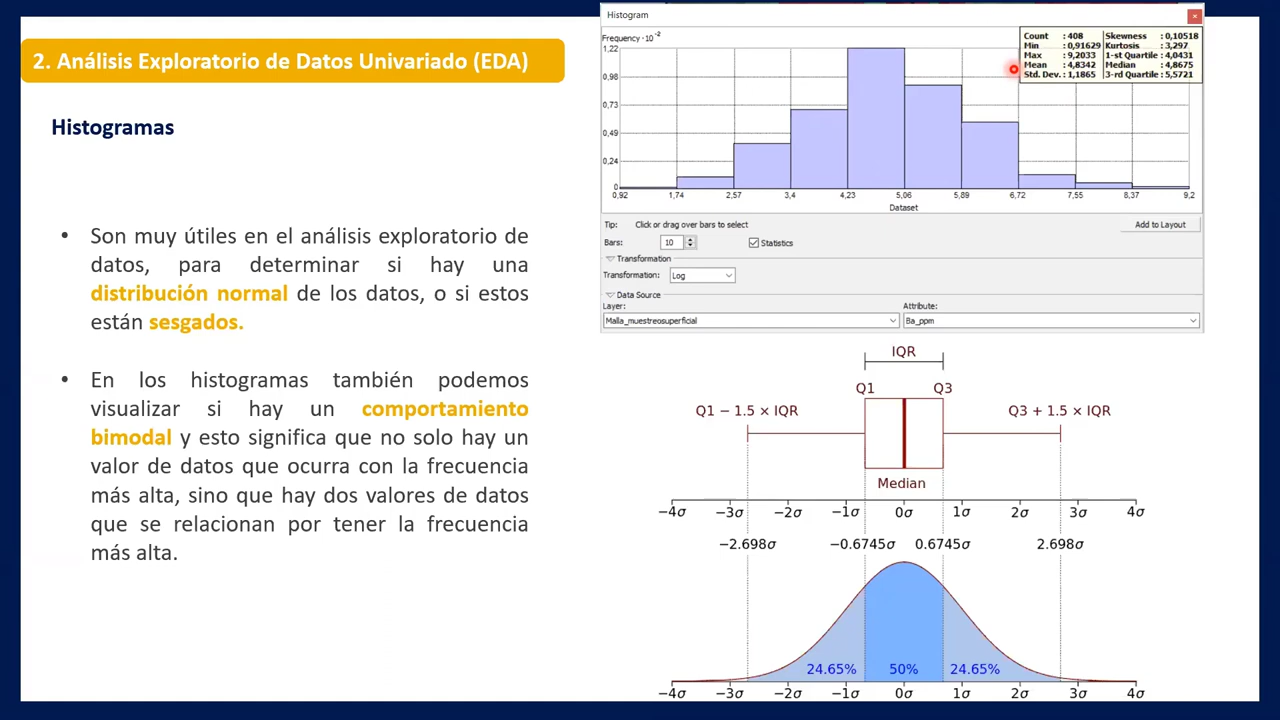 2. Análisis Exploratorio de Datos Univariado (EDA)
Histogramas
• Son muy útiles en el análisis exploratorio de
datos, para determinar si hay una
distribución normal de los datos, o si estos
están sesgados.
• En los histogramas también podemos
visualizar si hay un comportamiento
bimodal y esto significa que no solo hay un
valor de datos que ocurra con la frecuencia
más alta, sino que hay dos valores de datos
que se relacionan por tener la frecuencia
más alta.
Histogram
Frequency · 10⁻²
1,22
0,98
0,73
0,49
0,24
0
0,92 1,74 2,57 3,4 4,23 5,06 5,89 6,72 7,55 8,37 9,2
Dataset
Count : 408 Skewness : 0,10518
Min : 0,91629 Kurtosis : 3,297
Max : 9,2033 1-st Quartile : 4,0431
Mean : 4,8342 Median : 4,8675
Std. Dev. : 1,1865 3-rd Quartile : 5,5721
Tip: Click or drag over bars to select Add to Layout
Bars: 10 Statistics
Transformation
Transformation: Log
Data Source
Layer: Attribute:
Malla_muestreosuperficial Ba_ppm
IQR
Q1 Q3
Q1 − 1.5 × IQR Q3 + 1.5 × IQR
Median
−4σ −3σ −2σ −1σ 0σ 1σ 2σ 3σ 4σ
−2.698σ −0.6745σ 0.6745σ 2.698σ
24.65% 50% 24.65%
−4σ −3σ −2σ −1σ 0σ 1σ 2σ 3σ 4σ